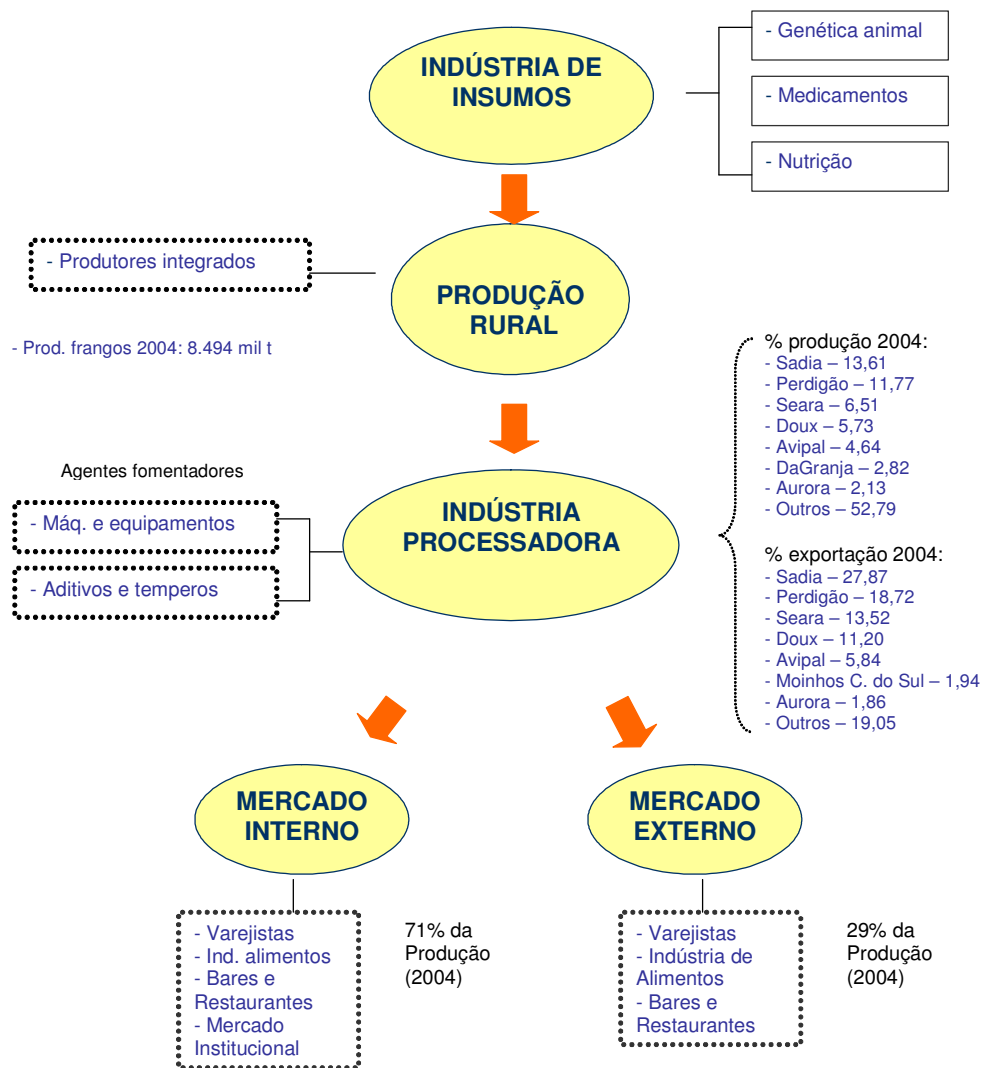 INDÚSTRIA DE
INSUMOS
- Genética animal
- Medicamentos
- Nutrição
- Produtores integrados
PRODUÇÃO
RURAL
- Prod. frangos 2004: 8.494 mil t
% produção 2004:
- Sadia – 13,61
- Perdigão – 11,77
- Seara – 6,51
- Doux – 5,73
- Avipal – 4,64
- DaGranja – 2,82
- Aurora – 2,13
- Outros – 52,79
Agentes fomentadores
- Máq. e equipamentos
- Aditivos e temperos
INDÚSTRIA
PROCESSADORA
% exportação 2004:
- Sadia – 27,87
- Perdigão – 18,72
- Seara – 13,52
- Doux – 11,20
- Avipal – 5,84
- Moinhos C. do Sul – 1,94
- Aurora – 1,86
- Outros – 19,05
MERCADO
INTERNO
MERCADO
EXTERNO
- Varejistas
- Ind. alimentos
- Bares e
Restaurantes
- Mercado
Institucional
71% da
Produção
(2004)
- Varejistas
- Indústria de
Alimentos
- Bares e
Restaurantes
29% da
Produção
(2004)